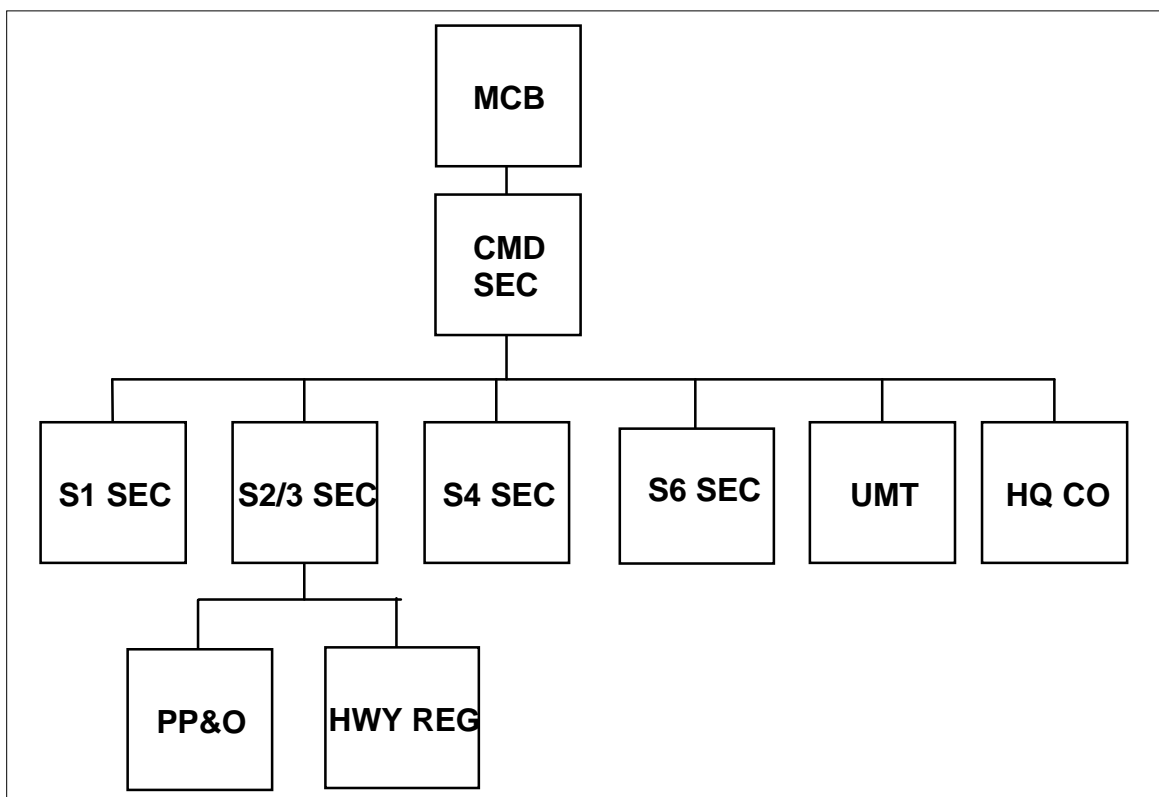 MCB
CMD
SEC
S1 SEC
S2/3 SEC
S4 SEC
S6 SEC
UMT
HQ CO
PP&O
HWY REG